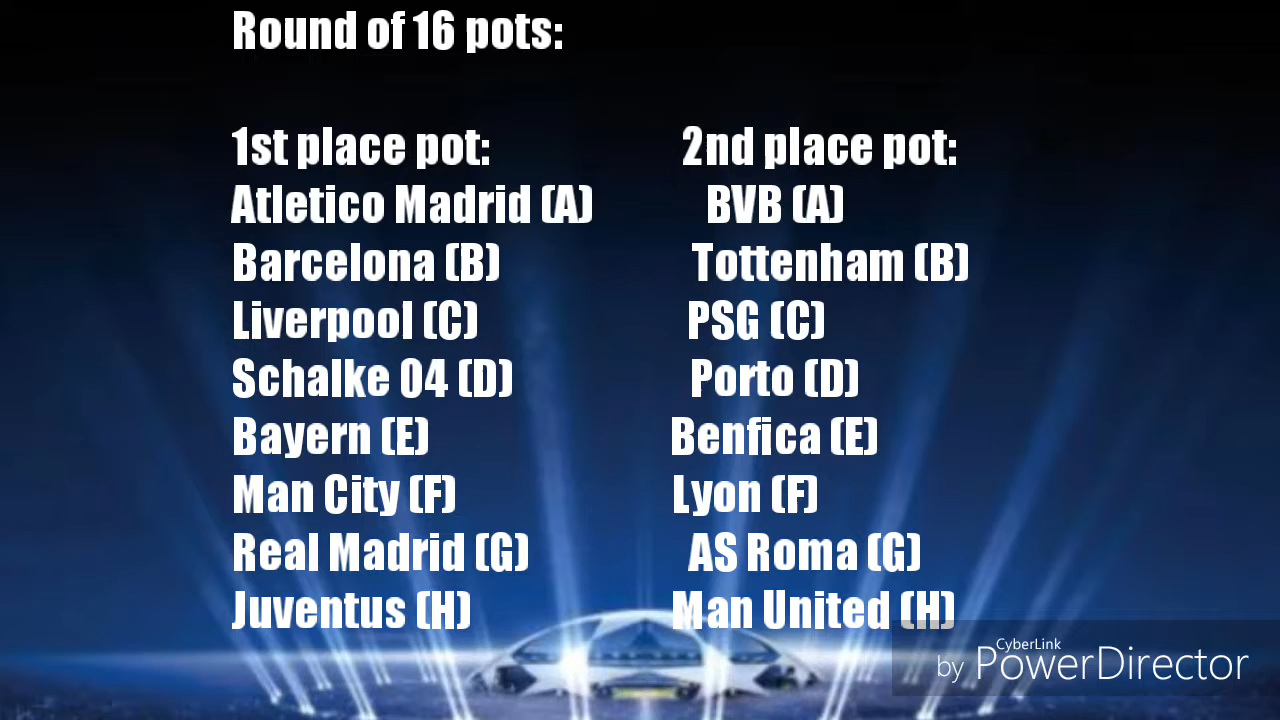 Round of 16 pots:
1st place pot: 2nd place pot:
Atletico Madrid (A) BVB (A)
Barcelona (B) Tottenham (B)
Liverpool (C) PSG (C)
Schalke 04 (D) Porto (D)
Bayern (E) Benfica (E)
Man City (F) Lyon (F)
Real Madrid (G) AS Roma (G)
Juventus (H) Man United (H)
CyberLink
by PowerDirector